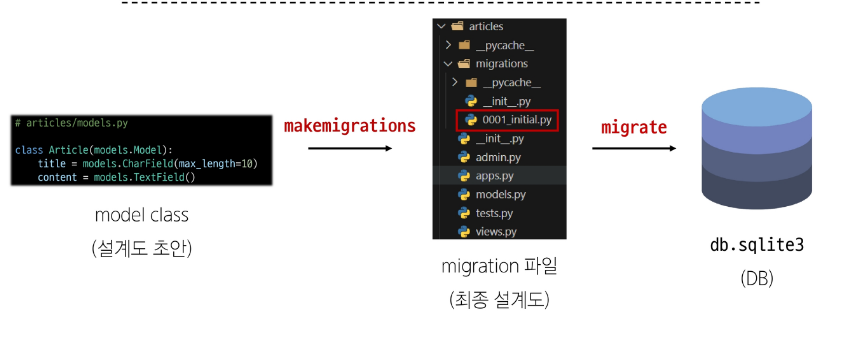 # articles/models.py
class Article(models.Model):
title = models.CharField(max_length=10)
content = models.TextField()
model class
(설계도 초안)
makemigrations
articles
__pycache__
migrations
__pycache__
__init__.py
0001_initial.py
__init__.py
admin.py
apps.py
models.py
tests.py
views.py
migration 파일
(최종 설계도)
migrate
db.sqlite3
(DB)